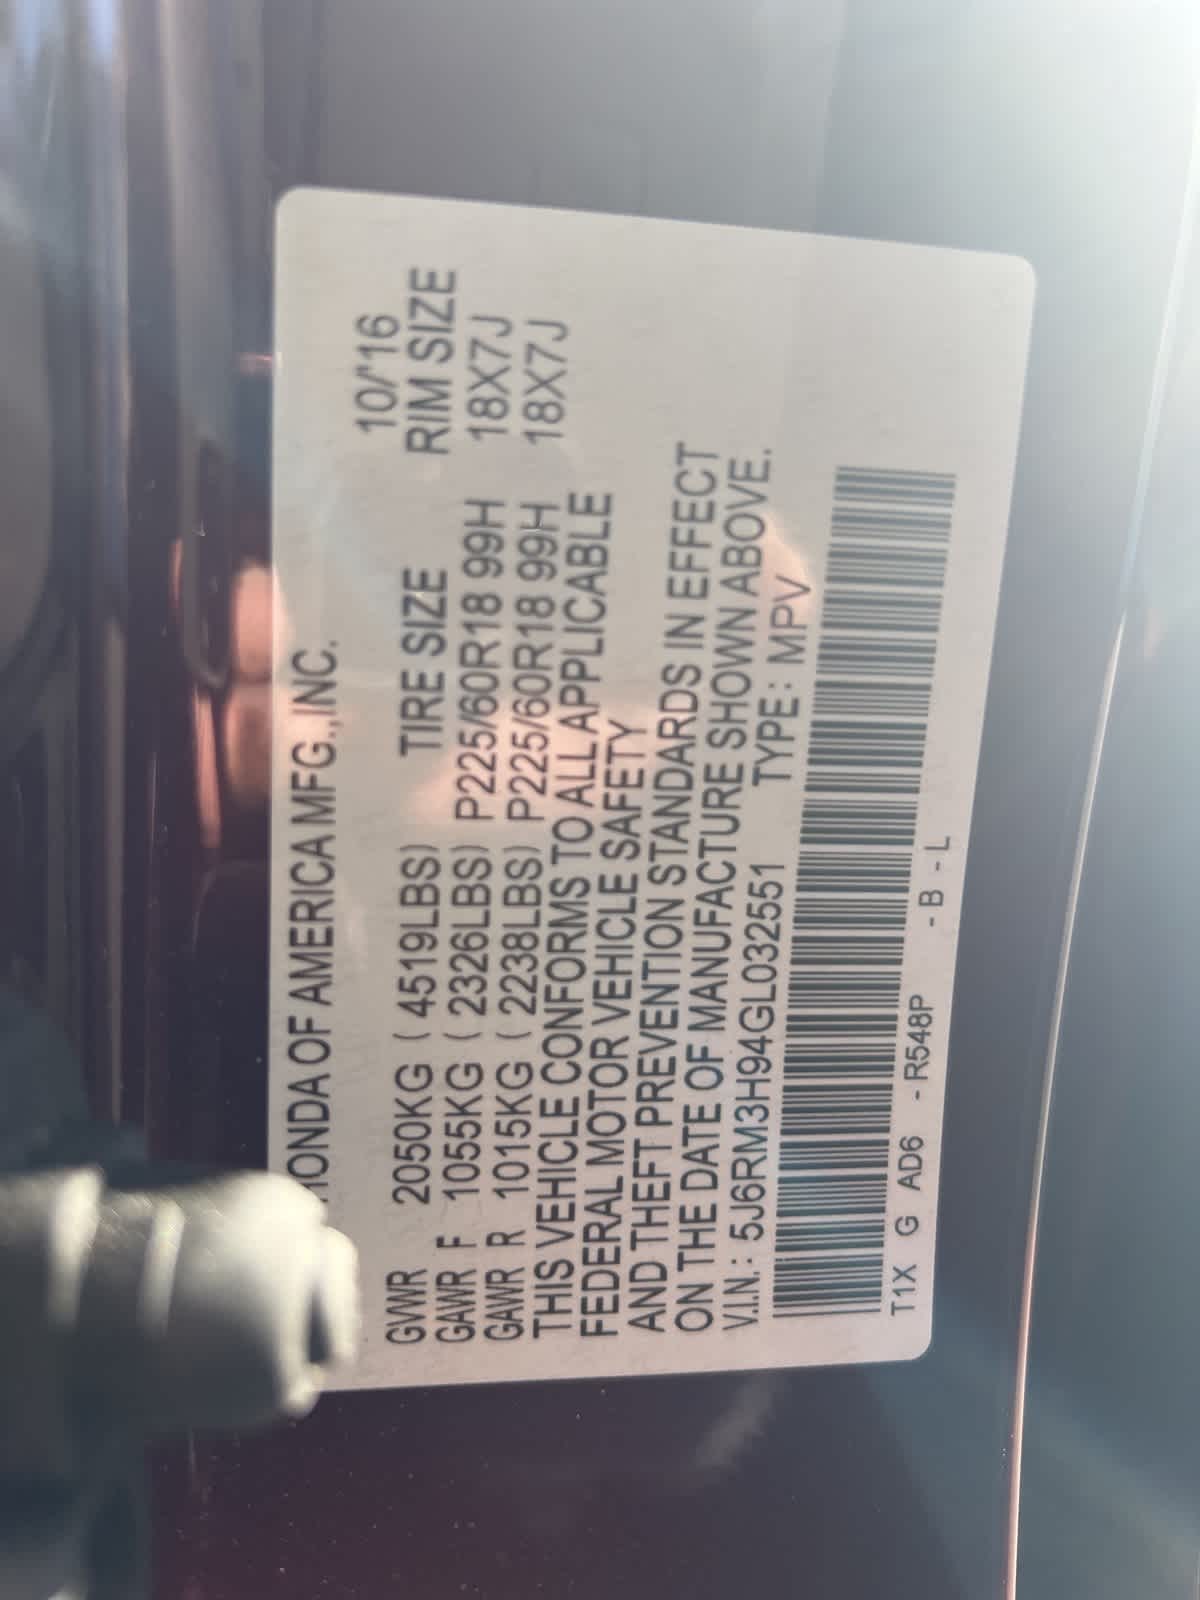 HONDA OF AMERICA MFG.,INC.
10/'16
GVWR 2050KG ( 4519LBS) TIRE SIZE RIM SIZE
GAWR F 1055KG ( 2326LBS) P225/60R18 99H 18X7J
GAWR R 1015KG ( 2238LBS) P225/60R18 99H 18X7J
THIS VEHICLE CONFORMS TO ALL APPLICABLE
FEDERAL MOTOR VEHICLE SAFETY
AND THEFT PREVENTION STANDARDS IN EFFECT
ON THE DATE OF MANUFACTURE SHOWN ABOVE.
V.I.N.: 5J6RM3H94GL032551 TYPE: MPV
T1X G AD6 - R548P - B - L